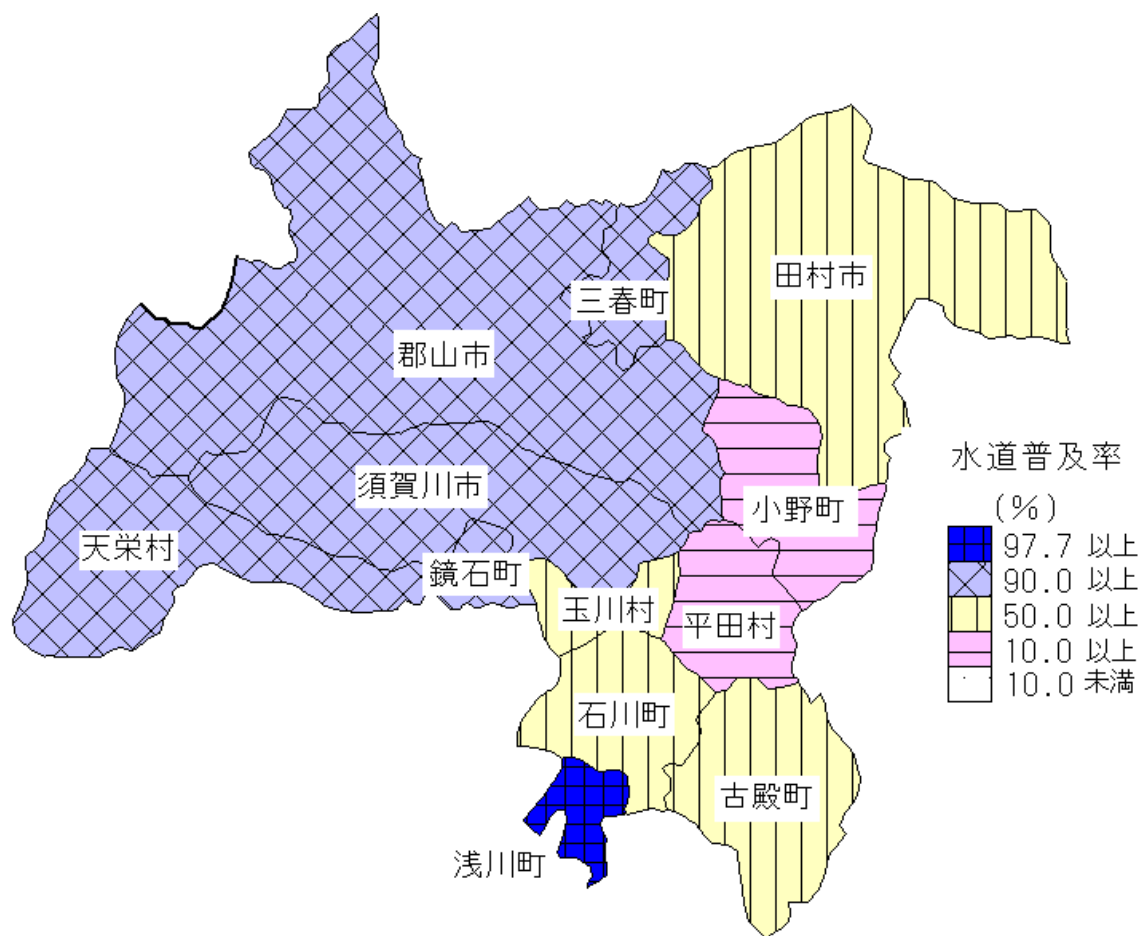 田村市
三春町
郡山市
須賀川市
小野町
天栄村
鏡石町
玉川村
平田村
石川町
古殿町
浅川町
水道普及率
(%)
97.7 以上
90.0 以上
50.0 以上
10.0 以上
10.0 未満